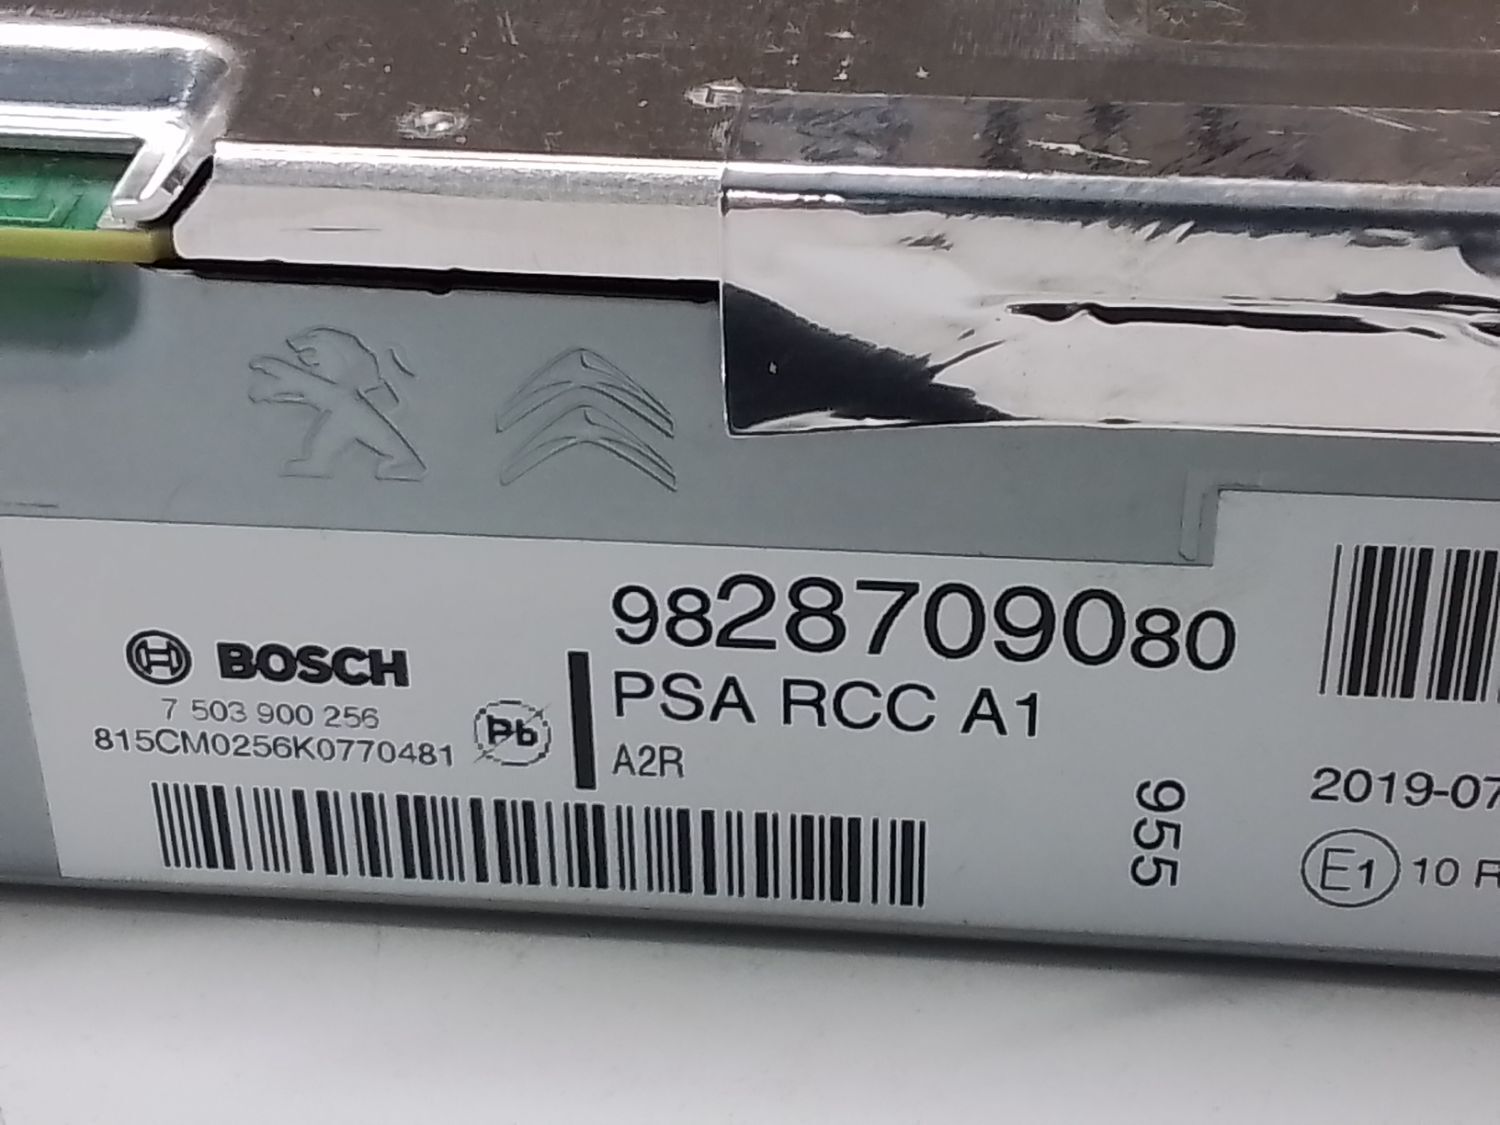 BOSCH
7 503 900 256
815CM0256K0770481
Pb
9828709080
PSA RCC A1
A2R
955
2019-07
E1 10 R